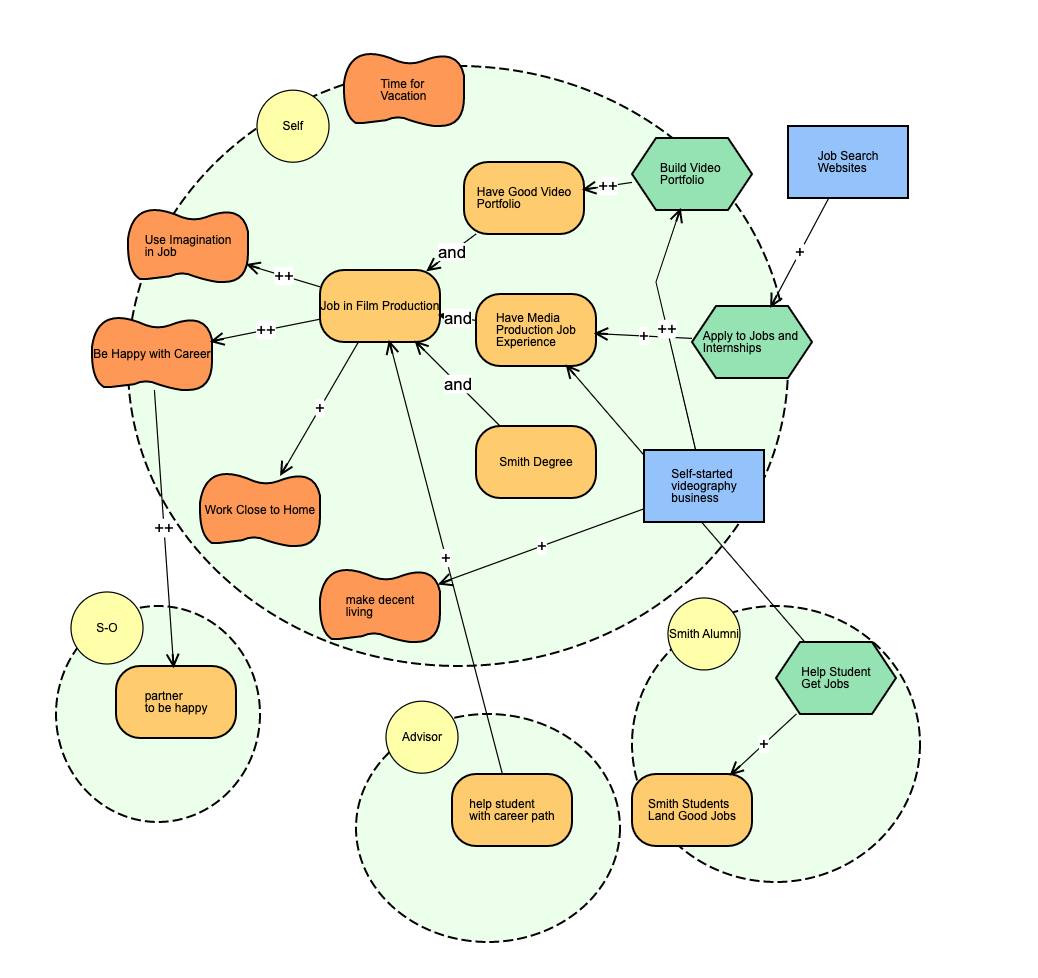 Time for
Vacation
Self
Build Video
Portfolio
Job Search
Websites
Have Good Video
Portfolio
++
Use Imagination
in Job
and
+
++
Job in Film Production
Have Media
Production Job
Experience
and
++
++
+
Apply to Jobs and
Internships
Be Happy with Career
and
+
Smith Degree
Self-started
videography
business
Work Close to Home
++
+
+
make decent
living
S-O
Smith Alumni
partner
to be happy
Help Student
Get Jobs
Advisor
+
help student
with career path
Smith Students
Land Good Jobs